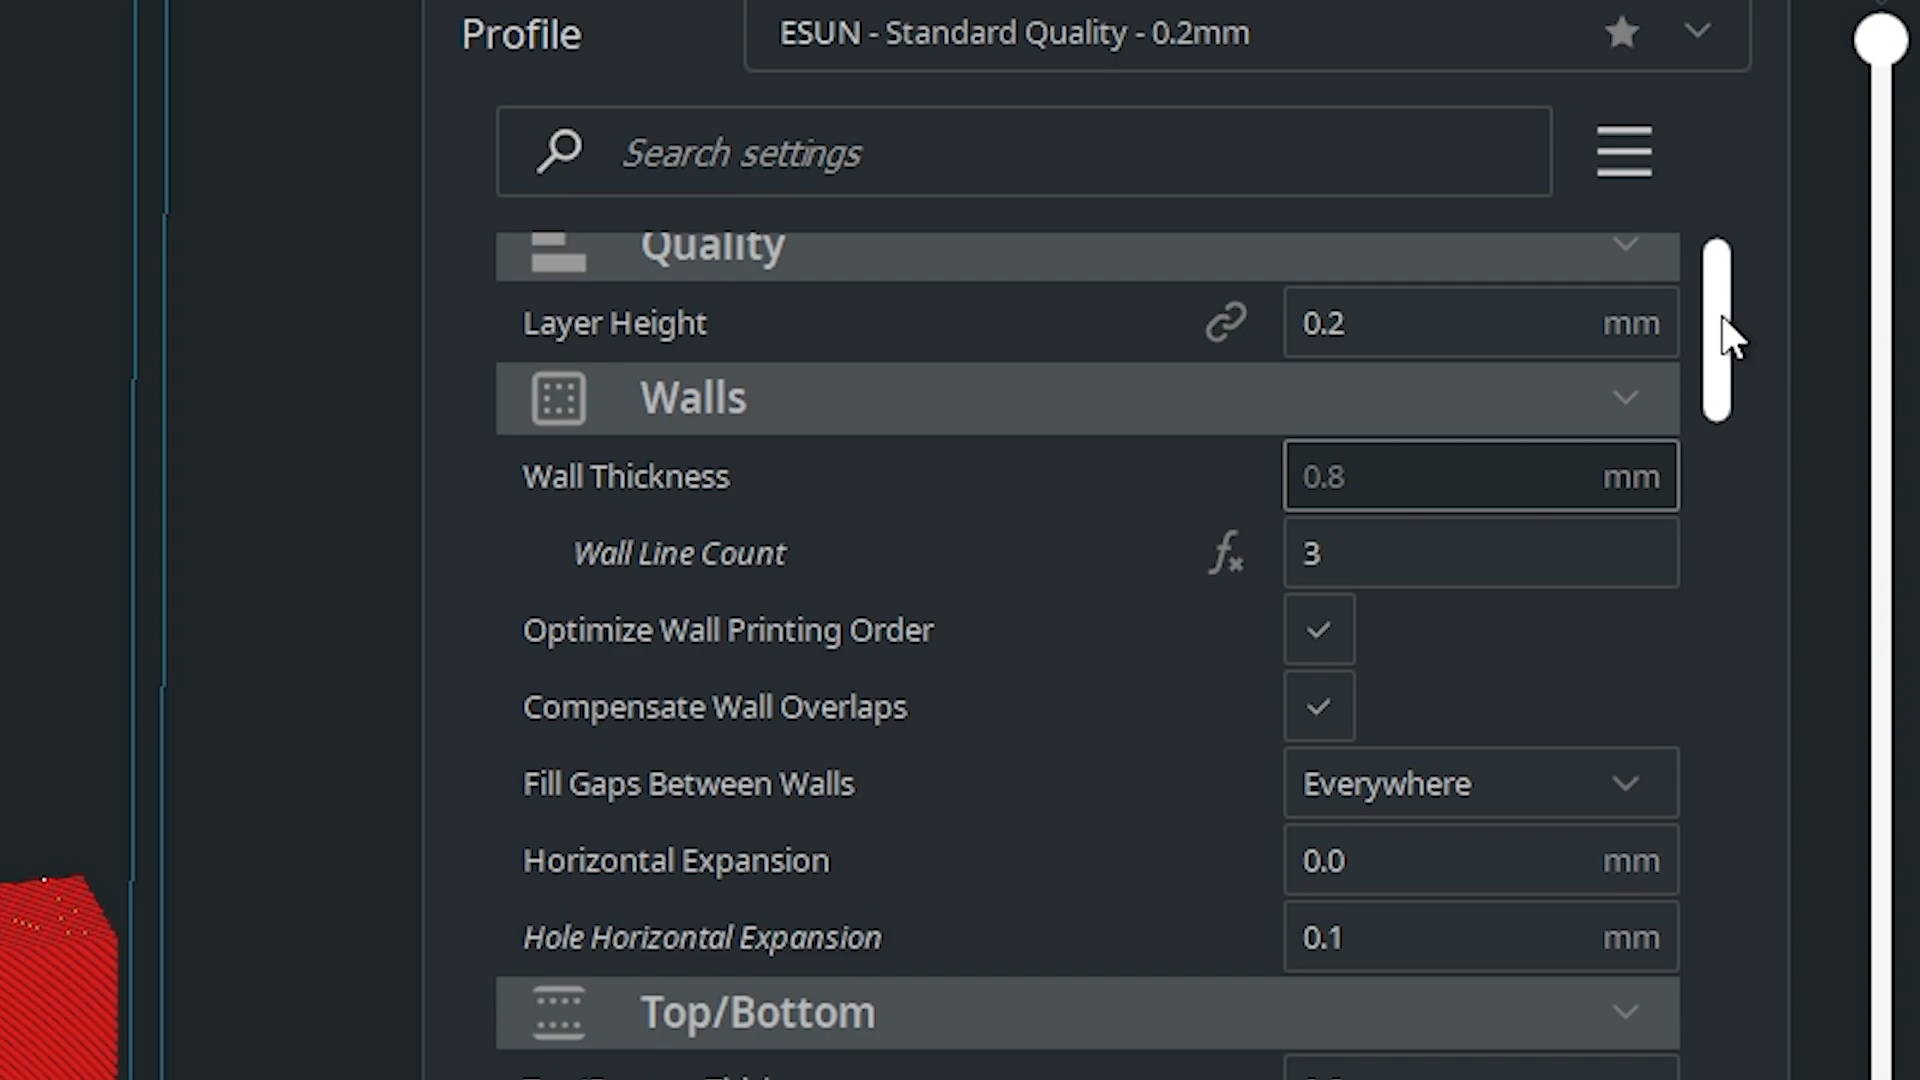 Profile
ESUN - Standard Quality - 0.2mm
Search settings
Quality
Layer Height 0.2 mm
Walls
Wall Thickness 0.8 mm
Wall Line Count fx 3
Optimize Wall Printing Order
Compensate Wall Overlaps
Fill Gaps Between Walls Everywhere
Horizontal Expansion 0.0 mm
Hole Horizontal Expansion 0.1 mm
Top/Bottom